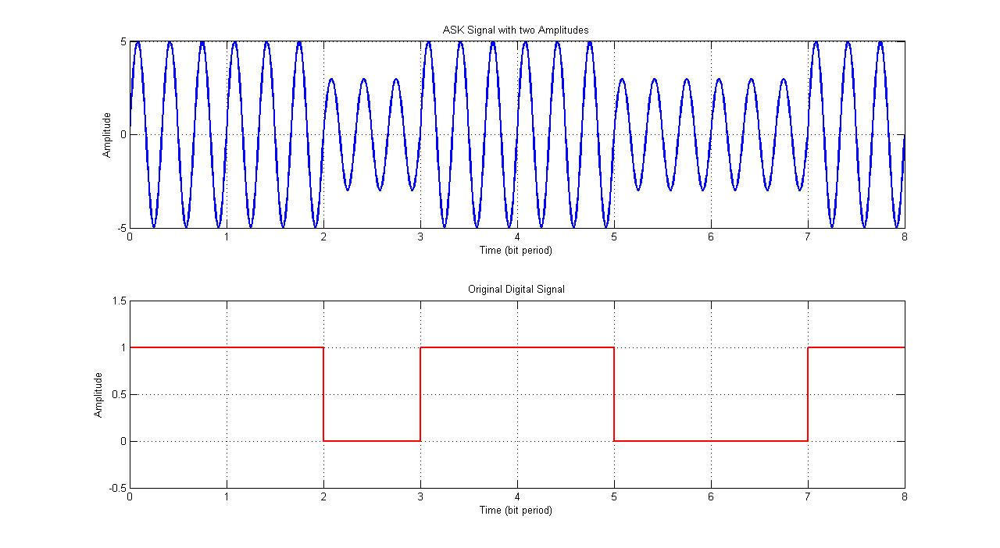 ASK Signal with two Amplitudes
5
0
-5
Amplitude
0 1 2 3 4 5 6 7 8
Time (bit period)
Original Digital Signal
1.5
1
0.5
0
-0.5
Amplitude
0 1 2 3 4 5 6 7 8
Time (bit period)